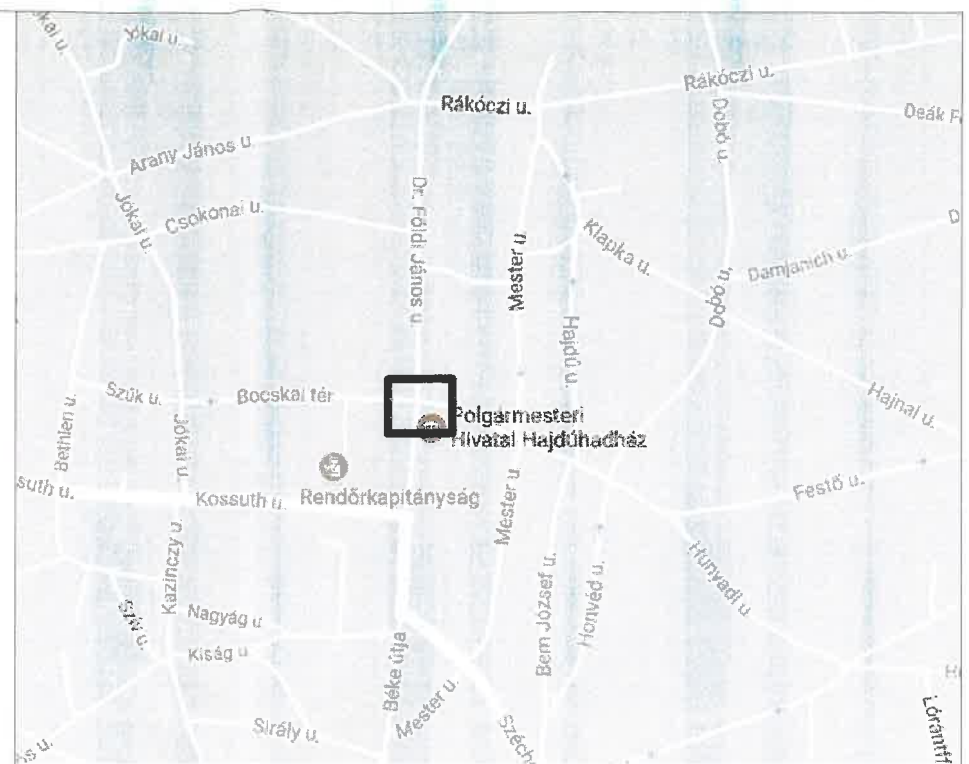 Jókai u.
Rákóczi u.
Rákóczi u.
Deák F
Dobó u.
Arany János u.
Jókai u.
Csokonai u.
Dr. Földi János u
Mester u.
Klapka u.
Damjanich u.
D
Dobó u.
Hajdú u.
Szűk u.
Bocskai tér
Polgármesteri
Hivatal Hajdúhadház
Hajnal u.
Bethlen u.
Jókai u.
Rendőrkapitányság
suth u.
Kossuth u.
Mester u.
Festő u.
Kazinczy u.
Nagyág u
Kiság u
Bem József u.
Honvéd u.
Hunyadi u.
Béke útja
Mester u.
Sirály u.
Széch
Lórántff
ós u.